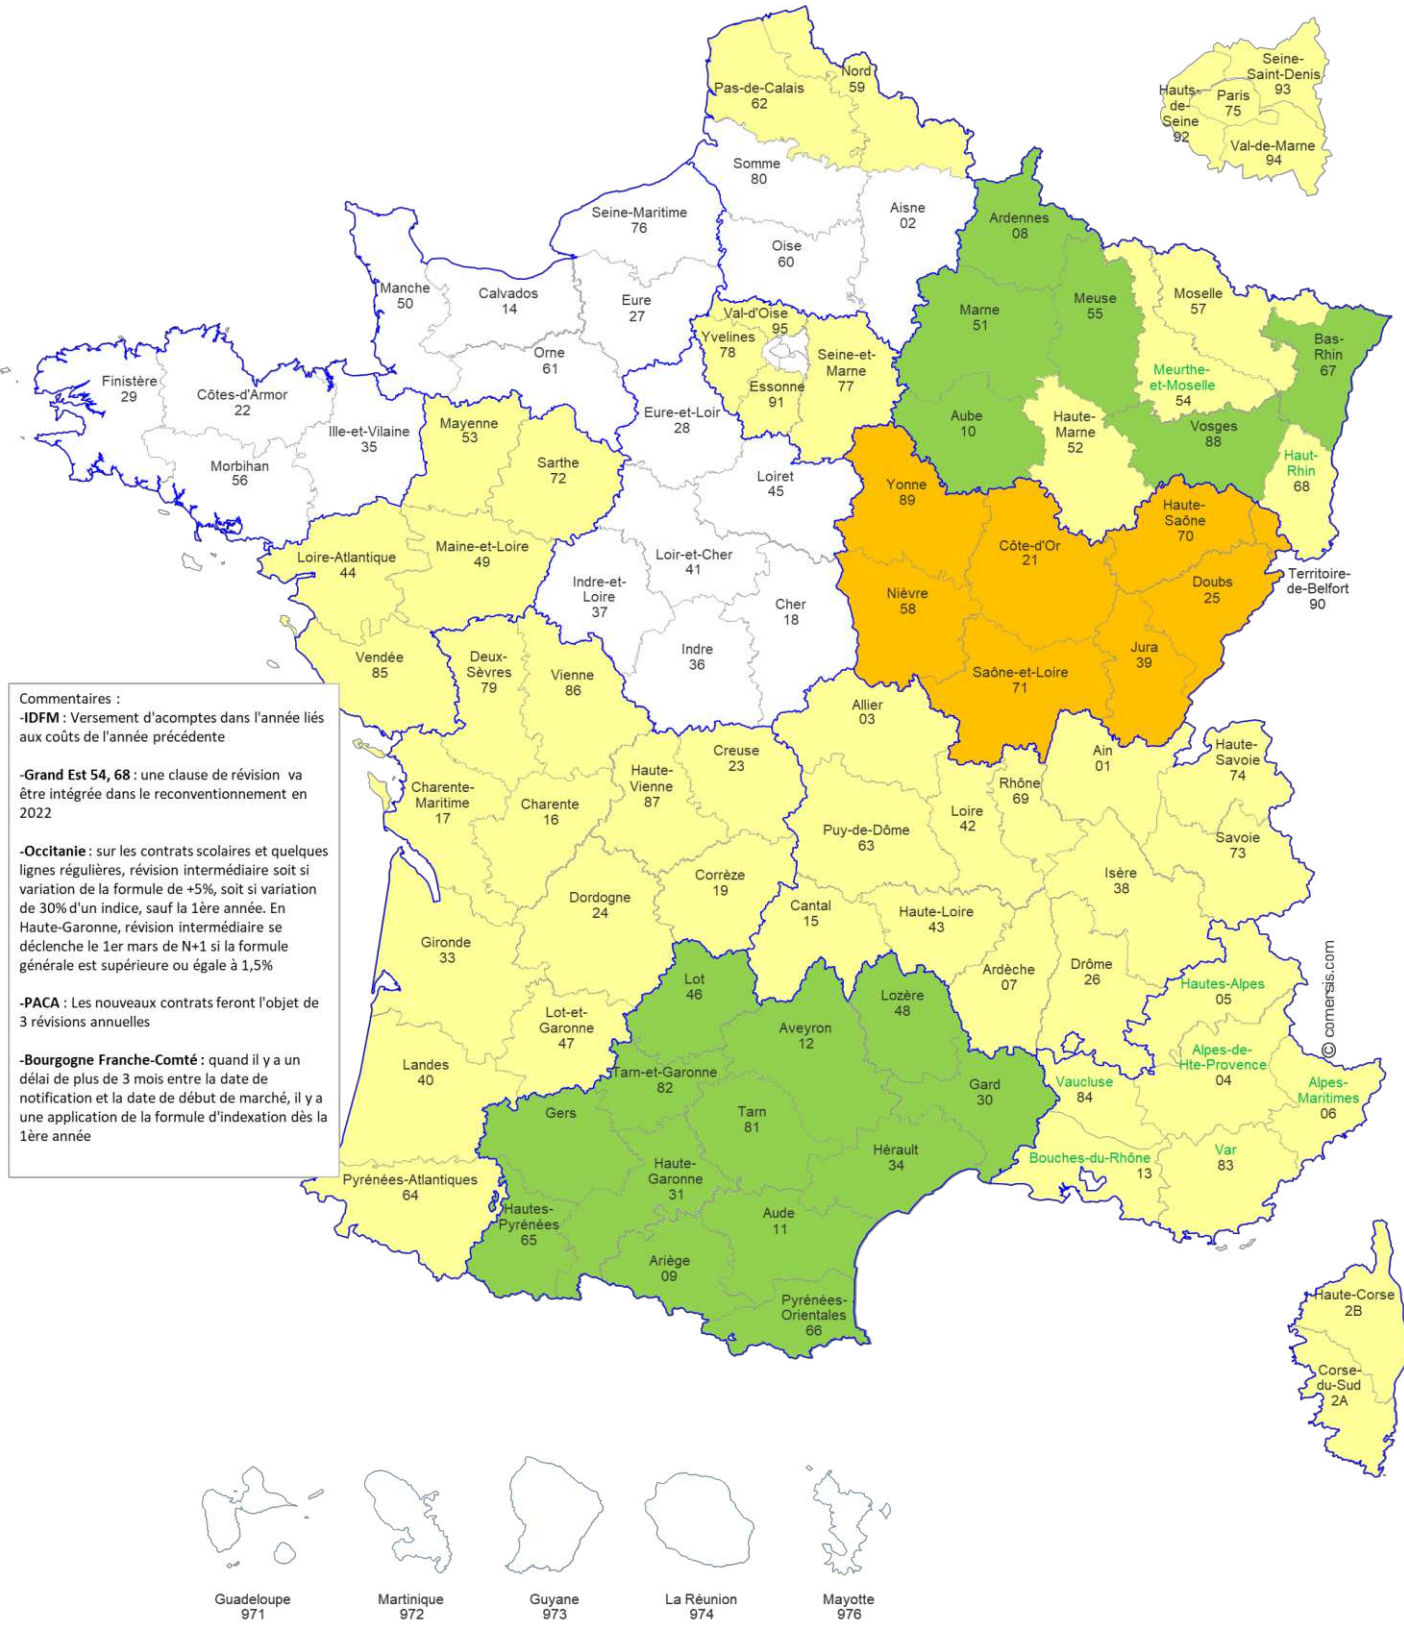 Nord
59
Pas-de-Calais
62
Seine-
Saint-Denis
93
Hauts-
de-
Seine
92
Paris
75
Val-de-Marne
94
Somme
80
Aisne
02
Seine-Maritime
76
Oise
60
Ardennes
08
Manche
50
Calvados
14
Eure
27
Val-d'Oise
95
Marne
51
Meuse
55
Moselle
57
Yvelines
78
Seine-et-
Marne
77
Bas-
Rhin
67
Orne
61
Essonne
91
Meurthe-
et-Moselle
54
Finistère
29
Côtes-d'Armor
22
Eure-et-Loir
28
Aube
10
Haute-
Marne
52
Vosges
88
Ille-et-Vilaine
35
Mayenne
53
Sarthe
72
Morbihan
56
Loiret
45
Haut-
Rhin
68
Yonne
89
Haute-
Saône
70
Côte-d'Or
21
Loire-Atlantique
44
Maine-et-Loire
49
Loir-et-Cher
41
Indre-et-
Loire
37
Cher
18
Nièvre
58
Doubs
25
Territoire-
de-Belfort
90
Vendée
85
Deux-
Sèvres
79
Vienne
86
Indre
36
Saône-et-Loire
71
Jura
39
Commentaires :
-IDFM : Versement d'acomptes dans l'année liés
aux coûts de l'année précédente
-Grand Est 54, 68 : une clause de révision va
être intégrée dans le reconventionnement en
2022
-Occitanie : sur les contrats scolaires et quelques
lignes régulières, révision intermédiaire soit si
variation de la formule de +5%, soit si variation
de 30% d'un indice, sauf la 1ère année. En
Haute-Garonne, révision intermédiaire se
déclenche le 1er mars de N+1 si la formule
générale est supérieure ou égale à 1,5%
-PACA : Les nouveaux contrats feront l'objet de
3 révisions annuelles
-Bourgogne Franche-Comté : quand il y a un
délai de plus de 3 mois entre la date de
notification et la date de début de marché, il y a
une application de la formule d'indexation dès la
1ère année
Allier
03
Creuse
23
Ain
01
Haute-
Savoie
74
Charente-
Maritime
17
Charente
16
Haute-
Vienne
87
Puy-de-Dôme
63
Loire
42
Rhône
69
Savoie
73
Isère
38
Corrèze
19
Dordogne
24
Cantal
15
Haute-Loire
43
Gironde
33
Ardèche
07
Drôme
26
Hautes-Alpes
05
Lot
46
Lozère
48
Lot-et-
Garonne
47
Aveyron
12
Landes
40
Tarn-et-Garonne
82
Gard
30
Vaucluse
84
Alpes-de-
Hte-Provence
04
Alpes-
Maritimes
06
Gers
Tarn
81
Hérault
34
Bouches-du-Rhône
13
Var
83
Pyrénées-Atlantiques
64
Haute-
Garonne
31
Hautes-
Pyrénées
65
Aude
11
Ariège
09
Pyrénées-
Orientales
66
© comersis.com
Haute-Corse
2B
Corse-
du-Sud
2A
Guadeloupe
971
Martinique
972
Guyane
973
La Réunion
974
Mayotte
976